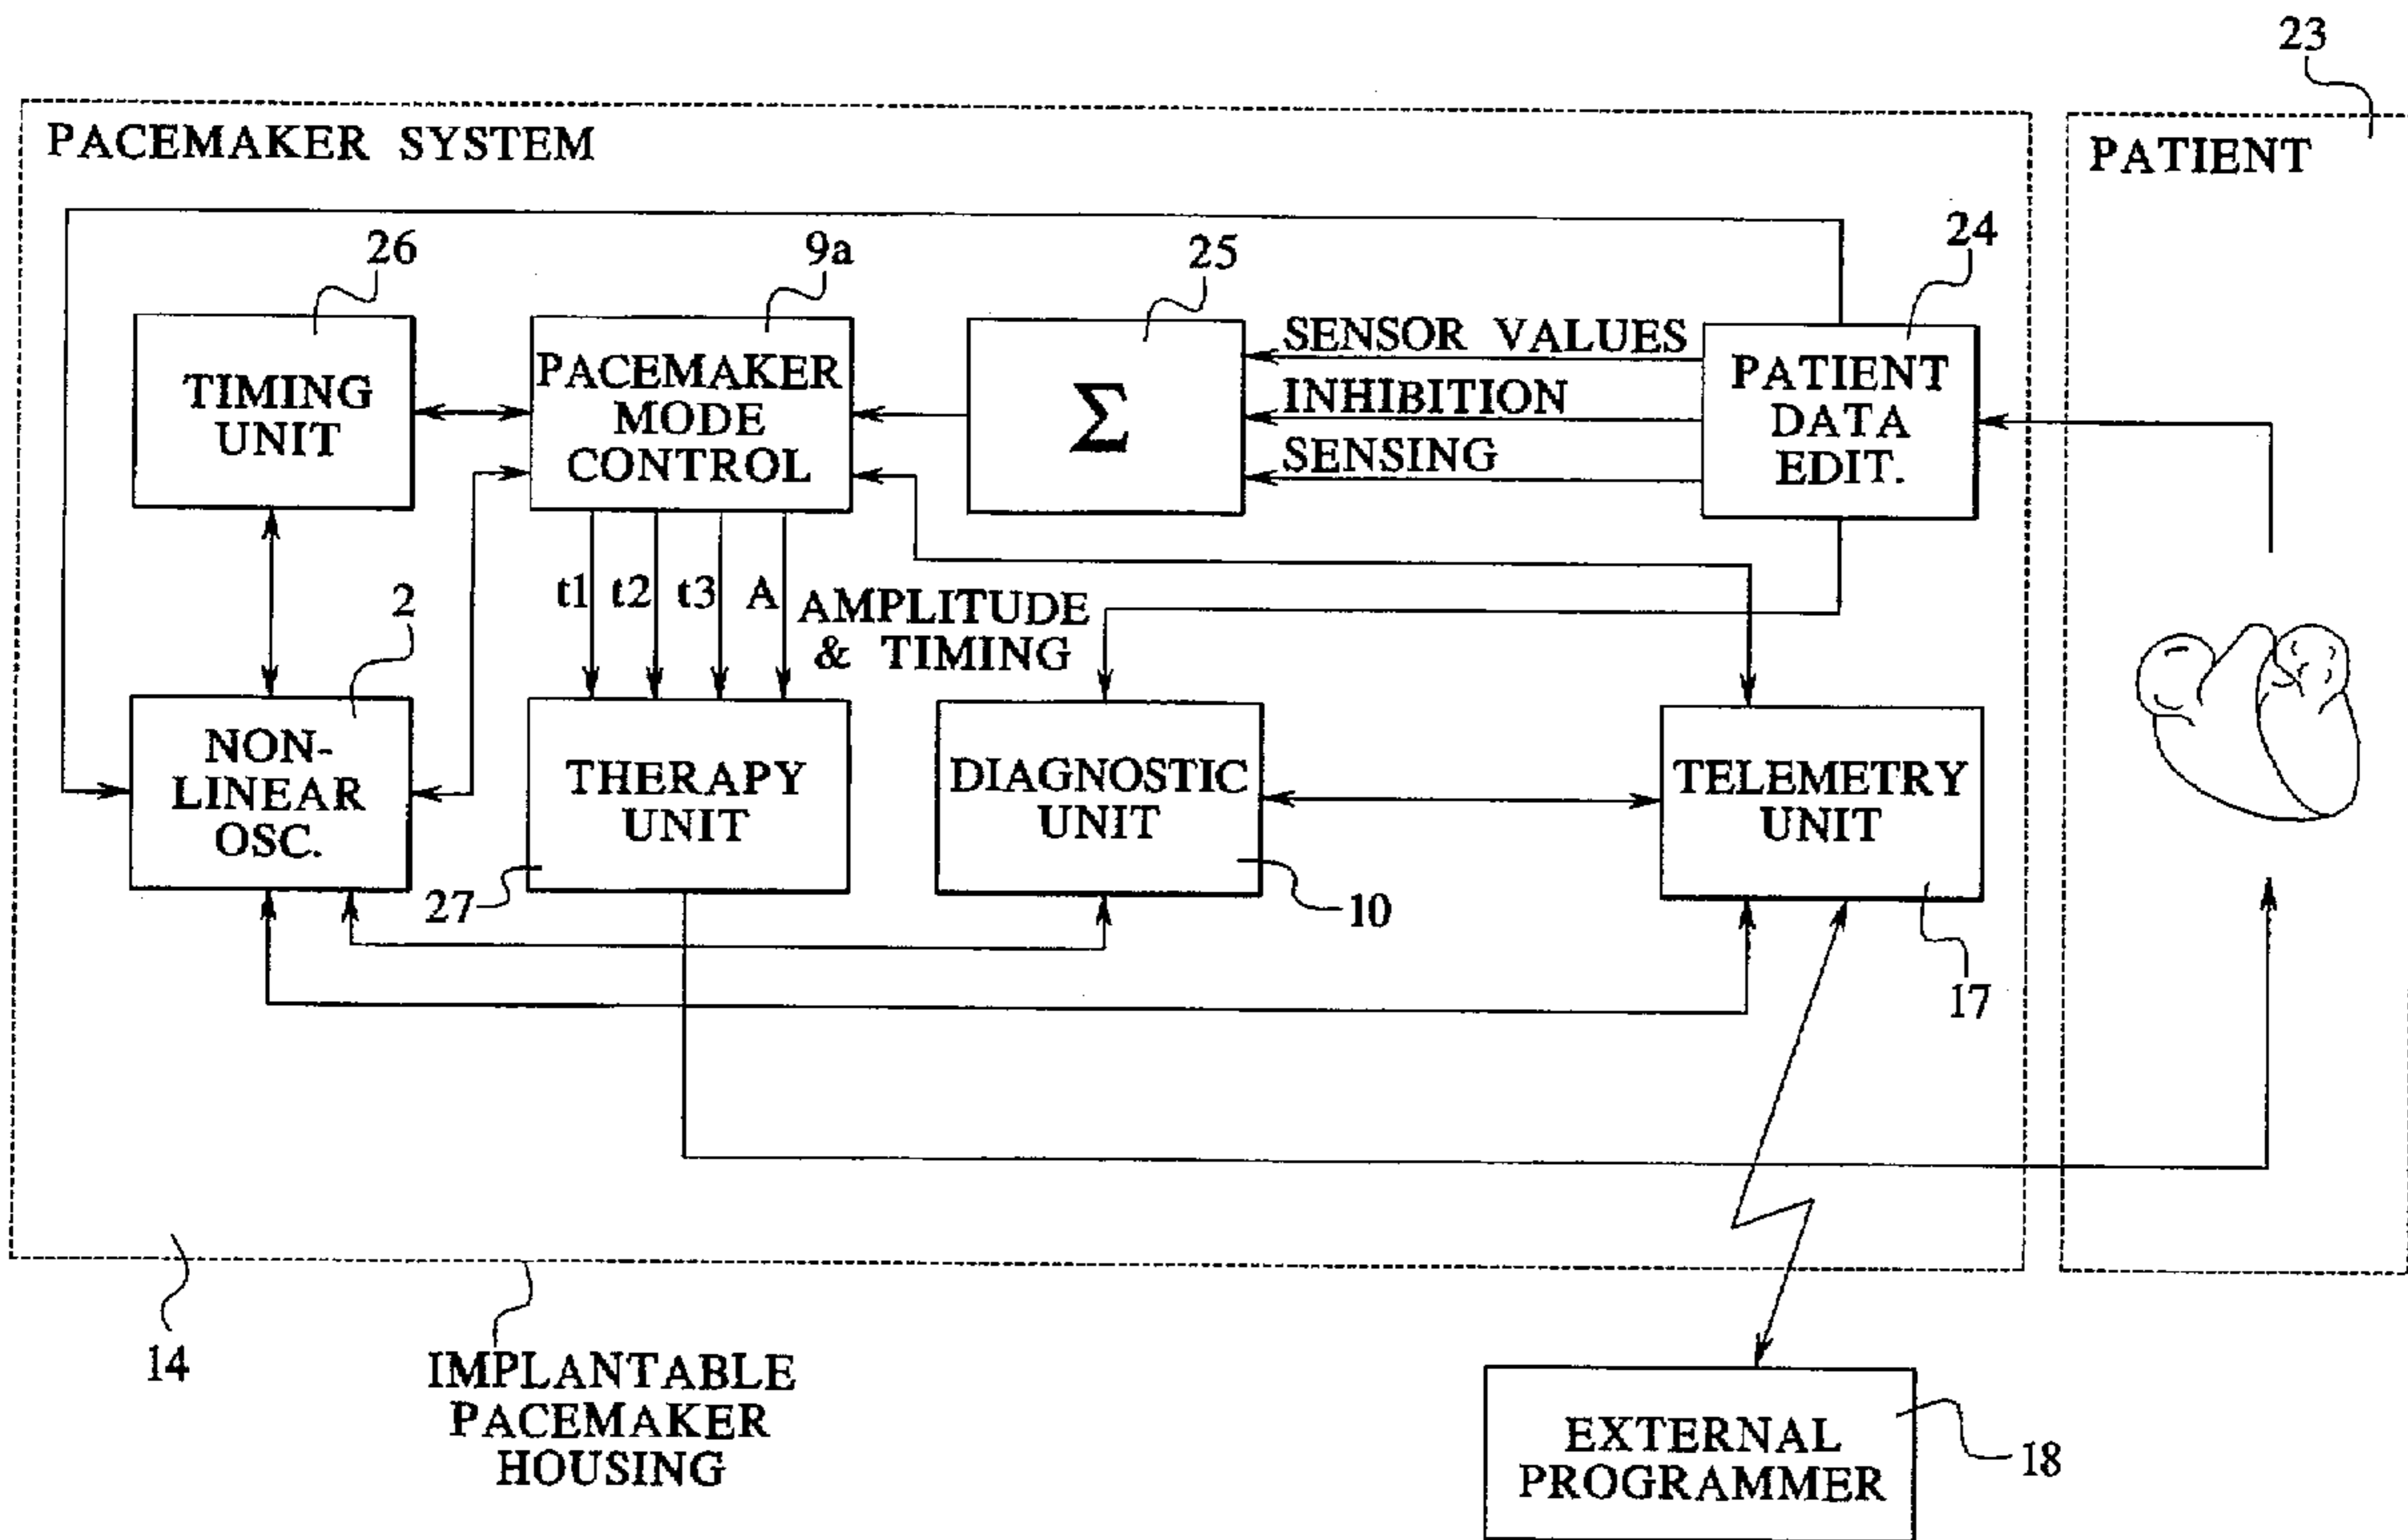 23
PACEMAKER SYSTEM
PATIENT
26
9a
25
24
TIMING
UNIT
PACEMAKER
MODE
CONTROL
Σ
SENSOR VALUES
INHIBITION
SENSING
PATIENT
DATA
EDIT.
2
t1 t2 t3 A
AMPLITUDE
& TIMING
NON-
LINEAR
OSC.
THERAPY
UNIT
DIAGNOSTIC
UNIT
TELEMETRY
UNIT
27
10
17
14
IMPLANTABLE
PACEMAKER
HOUSING
EXTERNAL
PROGRAMMER
18